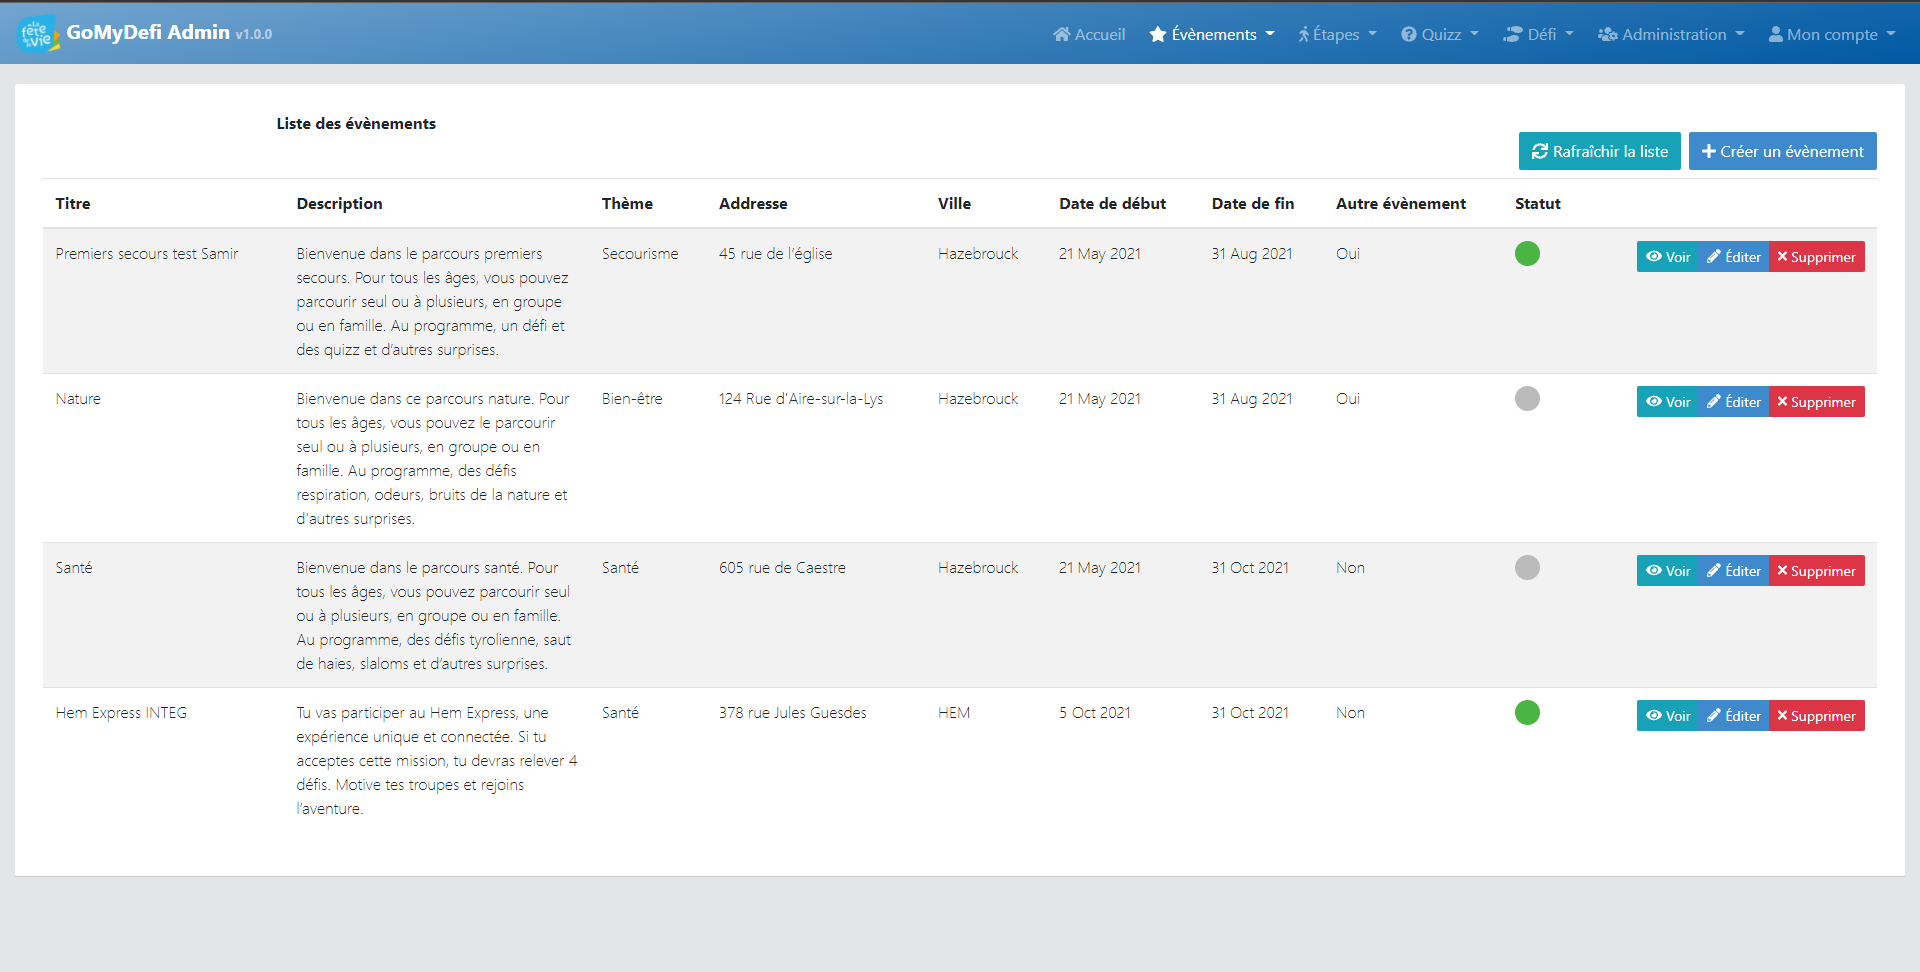 la fête de la vie GoMyDefi Admin v1.0.0 Accueil Évènements Étapes Quizz Défi Administration Mon compte
Liste des évènements
Rafraîchir la liste Créer un évènement
Titre Description Thème Addresse Ville Date de début Date de fin Autre évènement Statut
Premiers secours test Samir Bienvenue dans le parcours premiers Secourisme 45 rue de l'église Hazebrouck 21 May 2021 31 Aug 2021 Oui Voir Éditer Supprimer
secours. Pour tous les âges, vous pouvez
parcourir seul ou à plusieurs, en groupe
ou en famille. Au programme, un défi et
des quizz et d'autres surprises.
Nature Bienvenue dans ce parcours nature. Pour Bien-être 124 Rue d'Aire-sur-la-Lys Hazebrouck 21 May 2021 31 Aug 2021 Oui Voir Éditer Supprimer
tous les âges, vous pouvez le parcourir
seul ou à plusieurs, en groupe ou en
famille. Au programme, des défis
respiration, odeurs, bruits de la nature et
d'autres surprises.
Santé Bienvenue dans le parcours santé. Pour Santé 605 rue de Caestre Hazebrouck 21 May 2021 31 Oct 2021 Non Voir Éditer Supprimer
tous les âges, vous pouvez parcourir seul
ou à plusieurs, en groupe ou en famille.
Au programme, des défis tyrolienne, saut
de haies, slaloms et d'autres surprises.
Hem Express INTEG Tu vas participer au Hem Express, une Santé 378 rue Jules Guesdes HEM 5 Oct 2021 31 Oct 2021 Non Voir Éditer Supprimer
expérience unique et connectée. Si tu
acceptes cette mission, tu devras relever 4
défis. Motive tes troupes et rejoins
l'aventure.